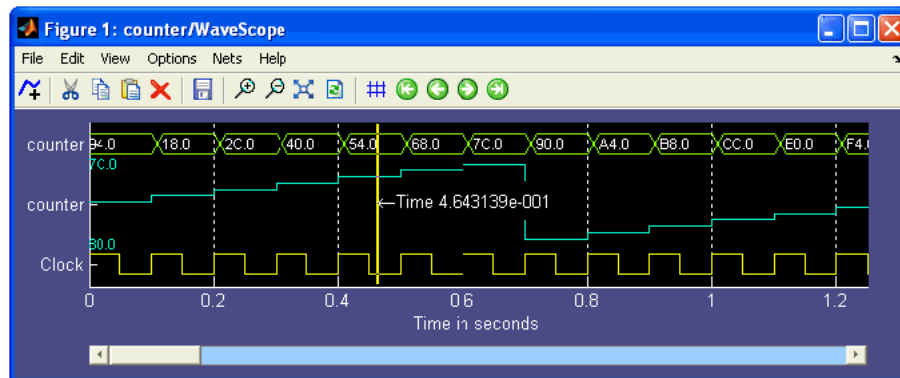 Figure 1: counter/WaveScope
File Edit View Options Nets Help
counter 18.0 2C.0 40.0 54.0 68.0 7C.0 90.0 A4.0 B8.0 CC.0 E0.0 F4.
7C.0
counter Time 4.643139e-001
80.0
Clock
0 0.2 0.4 0.6 0.8 1 1.2
Time in seconds